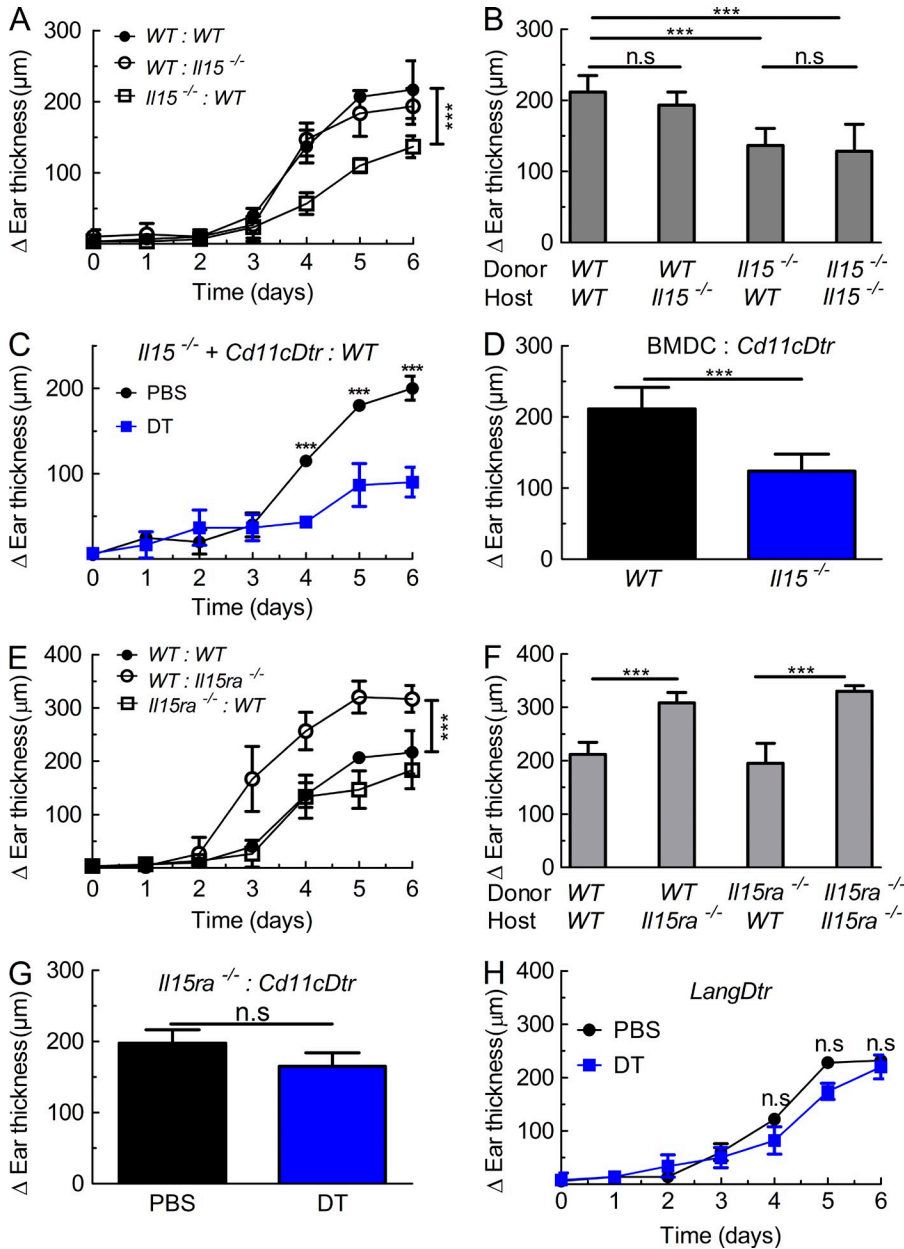 A
WT : WT
WT : Il15 -/-
Il15 -/- : WT
***
Δ Ear thickness (μm)
300
200
100
0 1 2 3 4 5 6
Time (days)
B
***
***
n.s n.s
Δ Ear thickness (μm)
300
200
100
0
Donor WT WT Il15 -/- Il15 -/-
Host WT Il15 -/- WT Il15 -/-
C
Il15 -/- + Cd11cDtr : WT
PBS
DT
*** *** ***
Δ Ear thickness (μm)
200
100
0 1 2 3 4 5 6
Time (days)
D
BMDC : Cd11cDtr
***
Δ Ear thickness (μm)
300
200
100
0
WT Il15 -/-
E
WT : WT
WT : Il15ra -/-
Il15ra -/- : WT
***
Δ Ear thickness (μm)
400
300
200
100
0 1 2 3 4 5 6
Time (days)
F
*** ***
Δ Ear thickness (μm)
400
300
200
100
0
Donor WT WT Il15ra -/- Il15ra -/-
Host WT Il15ra -/- WT Il15ra -/-
G
Il15ra -/- : Cd11cDtr
n.s
Δ Ear thickness (μm)
300
200
100
0
PBS DT
H
LangDtr
PBS
DT
n.s n.s n.s
Δ Ear thickness (μm)
400
300
200
100
0 1 2 3 4 5 6
Time (days)